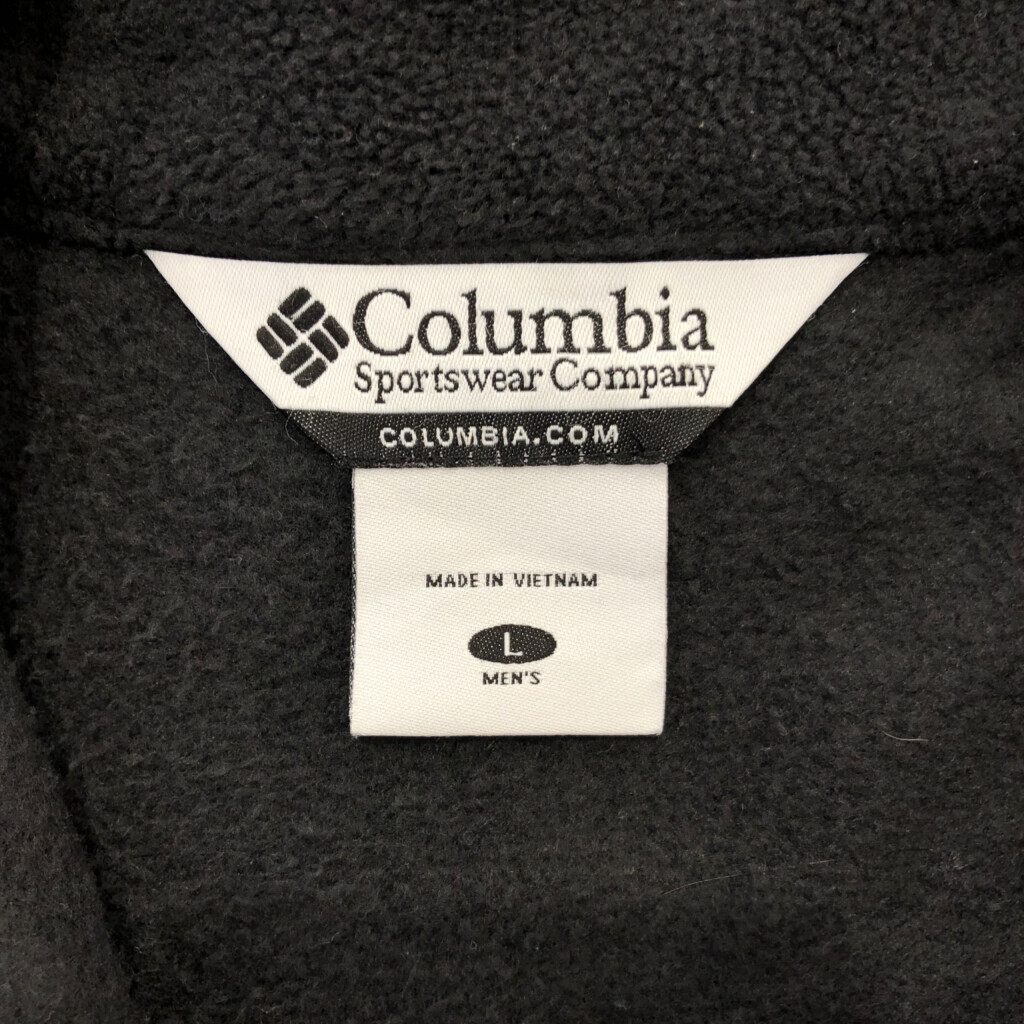 Columbia
Sportswear Company
COLUMBIA.COM
MADE IN VIETNAM
L
MEN'S